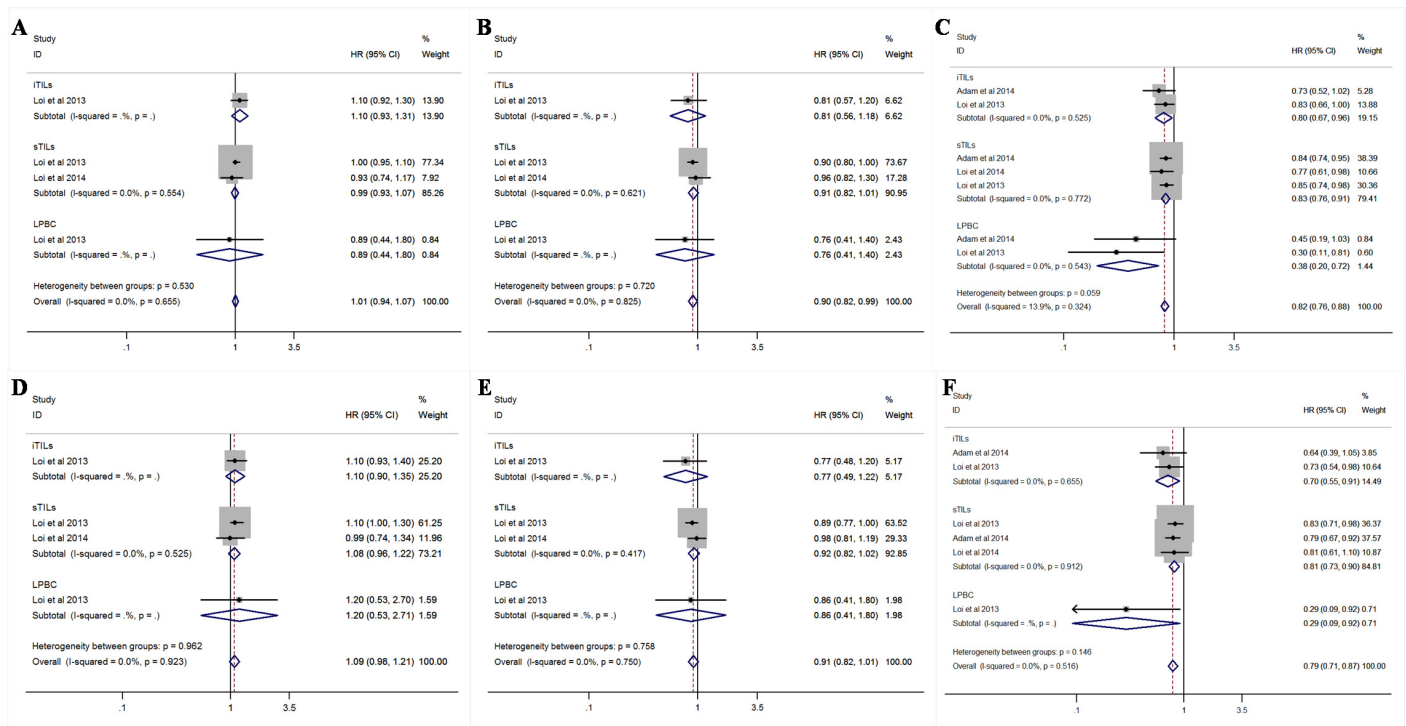 A
Study %
ID HR (95% CI) Weight
iTILs
Loi et al 2013 1.10 (0.92, 1.30) 13.90
Subtotal (I-squared = .%, p = .) 1.10 (0.93, 1.31) 13.90
sTILs
Loi et al 2013 1.00 (0.95, 1.10) 77.34
Loi et al 2014 0.93 (0.74, 1.17) 7.92
Subtotal (I-squared = 0.0%, p = 0.554) 0.99 (0.93, 1.07) 85.26
LPBC
Loi et al 2013 0.89 (0.44, 1.80) 0.84
Subtotal (I-squared = .%, p = .) 0.89 (0.44, 1.80) 0.84
Heterogeneity between groups: p = 0.530
Overall (I-squared = 0.0%, p = 0.655) 1.01 (0.94, 1.07) 100.00
.1 1 3.5
B
Study %
ID HR (95% CI) Weight
iTILs
Loi et al 2013 0.81 (0.57, 1.20) 6.62
Subtotal (I-squared = .%, p = .) 0.81 (0.56, 1.18) 6.62
sTILs
Loi et al 2013 0.90 (0.80, 1.00) 73.67
Loi et al 2014 0.96 (0.82, 1.30) 17.28
Subtotal (I-squared = 0.0%, p = 0.621) 0.91 (0.82, 1.01) 90.95
LPBC
Loi et al 2013 0.76 (0.41, 1.40) 2.43
Subtotal (I-squared = .%, p = .) 0.76 (0.41, 1.40) 2.43
Heterogeneity between groups: p = 0.720
Overall (I-squared = 0.0%, p = 0.825) 0.90 (0.82, 0.99) 100.00
.1 1 3.5
C
Study %
ID HR (95% CI) Weight
iTILs
Adam et al 2014 0.73 (0.52, 1.02) 5.28
Loi et al 2013 0.83 (0.66, 1.00) 13.88
Subtotal (I-squared = 0.0%, p = 0.525) 0.80 (0.67, 0.96) 19.15
sTILs
Adam et al 2014 0.84 (0.74, 0.95) 38.39
Loi et al 2014 0.77 (0.61, 0.98) 10.66
Loi et al 2013 0.85 (0.74, 0.98) 30.36
Subtotal (I-squared = 0.0%, p = 0.772) 0.83 (0.76, 0.91) 79.41
LPBC
Adam et al 2014 0.45 (0.19, 1.03) 0.84
Loi et al 2013 0.30 (0.11, 0.81) 0.60
Subtotal (I-squared = 0.0%, p = 0.543) 0.38 (0.20, 0.72) 1.44
Heterogeneity between groups: p = 0.059
Overall (I-squared = 13.9%, p = 0.324) 0.82 (0.76, 0.88) 100.00
.1 1 3.5
D
Study %
ID HR (95% CI) Weight
iTILs
Loi et al 2013 1.10 (0.93, 1.40) 25.20
Subtotal (I-squared = .%, p = .) 1.10 (0.90, 1.35) 25.20
sTILs
Loi et al 2013 1.10 (1.00, 1.30) 61.25
Loi et al 2014 0.99 (0.74, 1.34) 11.96
Subtotal (I-squared = 0.0%, p = 0.525) 1.08 (0.96, 1.22) 73.21
LPBC
Loi et al 2013 1.20 (0.53, 2.70) 1.59
Subtotal (I-squared = .%, p = .) 1.20 (0.53, 2.71) 1.59
Heterogeneity between groups: p = 0.962
Overall (I-squared = 0.0%, p = 0.923) 1.09 (0.98, 1.21) 100.00
.1 1 3.5
E
Study %
ID HR (95% CI) Weight
iTILs
Loi et al 2013 0.77 (0.48, 1.20) 5.17
Subtotal (I-squared = .%, p = .) 0.77 (0.49, 1.22) 5.17
sTILs
Loi et al 2013 0.89 (0.77, 1.00) 63.52
Loi et al 2014 0.98 (0.81, 1.19) 29.33
Subtotal (I-squared = 0.0%, p = 0.417) 0.92 (0.82, 1.02) 92.85
LPBC
Loi et al 2013 0.86 (0.41, 1.80) 1.98
Subtotal (I-squared = .%, p = .) 0.86 (0.41, 1.80) 1.98
Heterogeneity between groups: p = 0.758
Overall (I-squared = 0.0%, p = 0.750) 0.91 (0.82, 1.01) 100.00
.1 1 3.5
F
Study %
ID HR (95% CI) Weight
iTILs
Adam et al 2014 0.64 (0.39, 1.05) 3.85
Loi et al 2013 0.73 (0.54, 0.98) 10.64
Subtotal (I-squared = 0.0%, p = 0.655) 0.70 (0.55, 0.91) 14.49
sTILs
Loi et al 2013 0.83 (0.71, 0.98) 36.37
Adam et al 2014 0.79 (0.67, 0.92) 37.57
Loi et al 2014 0.81 (0.61, 1.10) 10.87
Subtotal (I-squared = 0.0%, p = 0.912) 0.81 (0.73, 0.90) 84.81
LPBC
Loi et al 2013 0.29 (0.09, 0.92) 0.71
Subtotal (I-squared = .%, p = .) 0.29 (0.09, 0.92) 0.71
Heterogeneity between groups: p = 0.146
Overall (I-squared = 0.0%, p = 0.516) 0.79 (0.71, 0.87) 100.00
.1 1 3.5